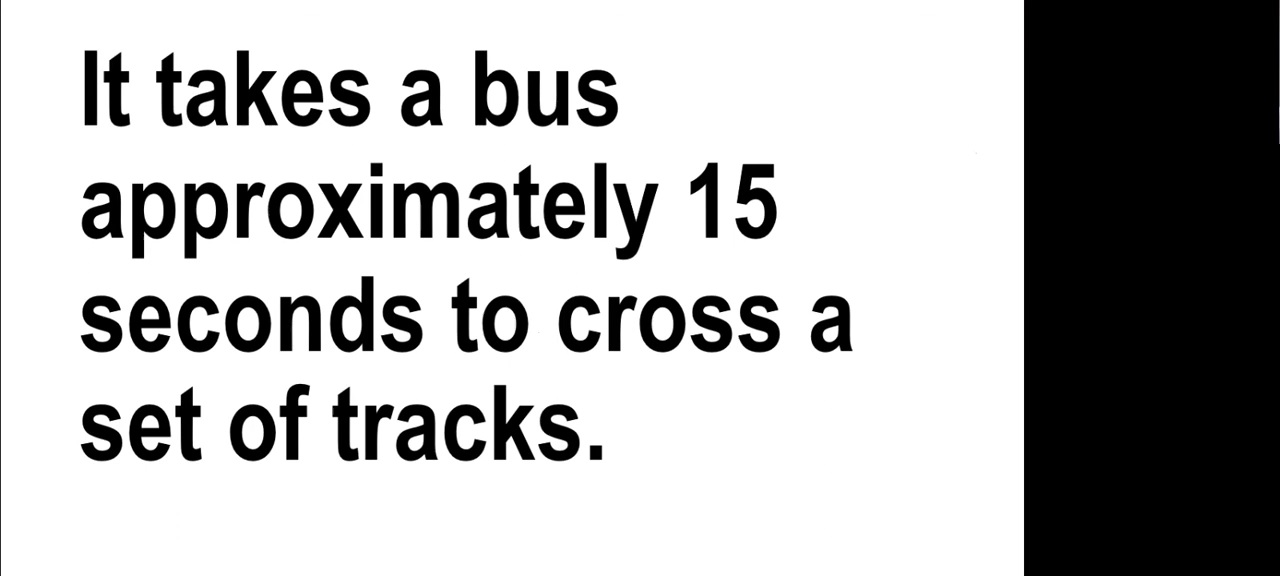 It takes a bus
approximately 15
seconds to cross a
set of tracks.